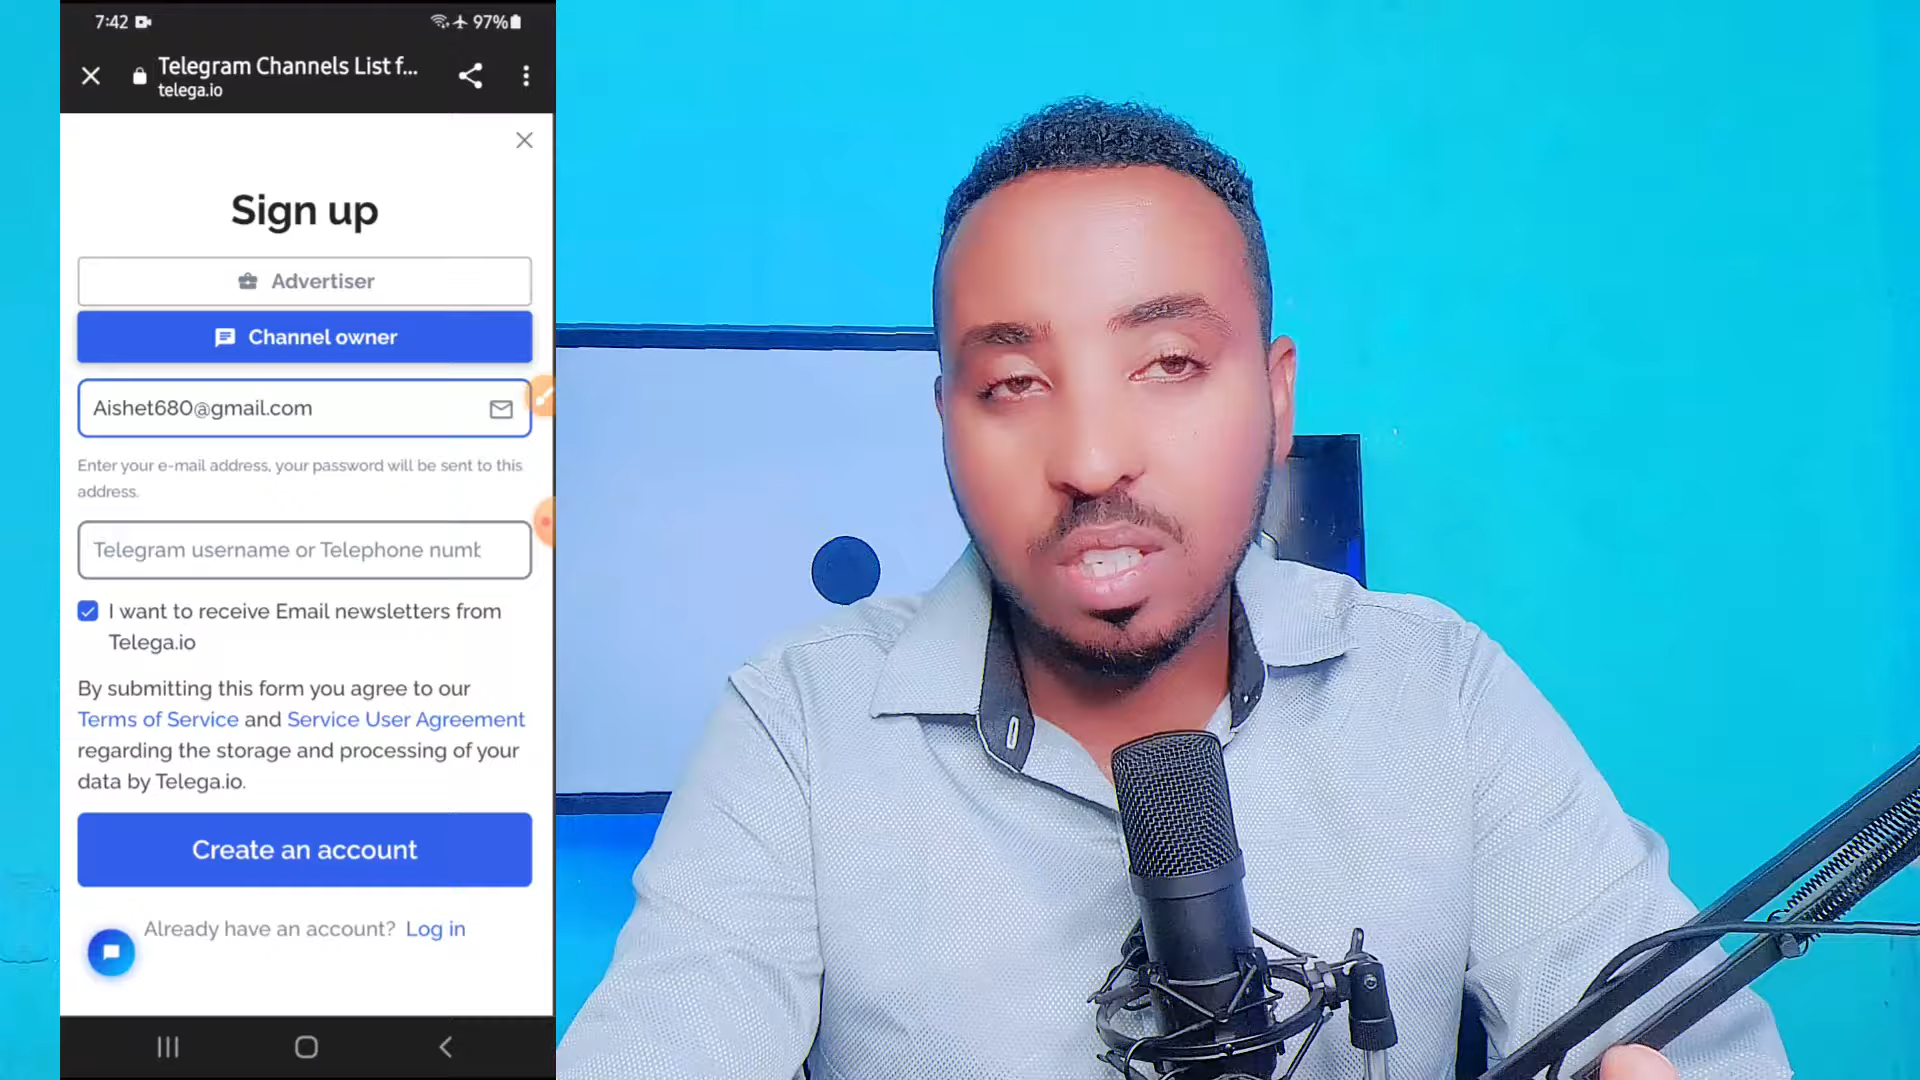 7:42
97%
Telegram Channels List f...
telega.io
Sign up
Advertiser
Channel owner
Aishet680@gmail.com
Enter your e-mail address, your password will be sent to this
address.
Telegram username or Telephone numb
I want to receive Email newsletters from
Telega.io
By submitting this form you agree to our
Terms of Service and Service User Agreement
regarding the storage and processing of your
data by Telega.io.
Create an account
Already have an account? Log in